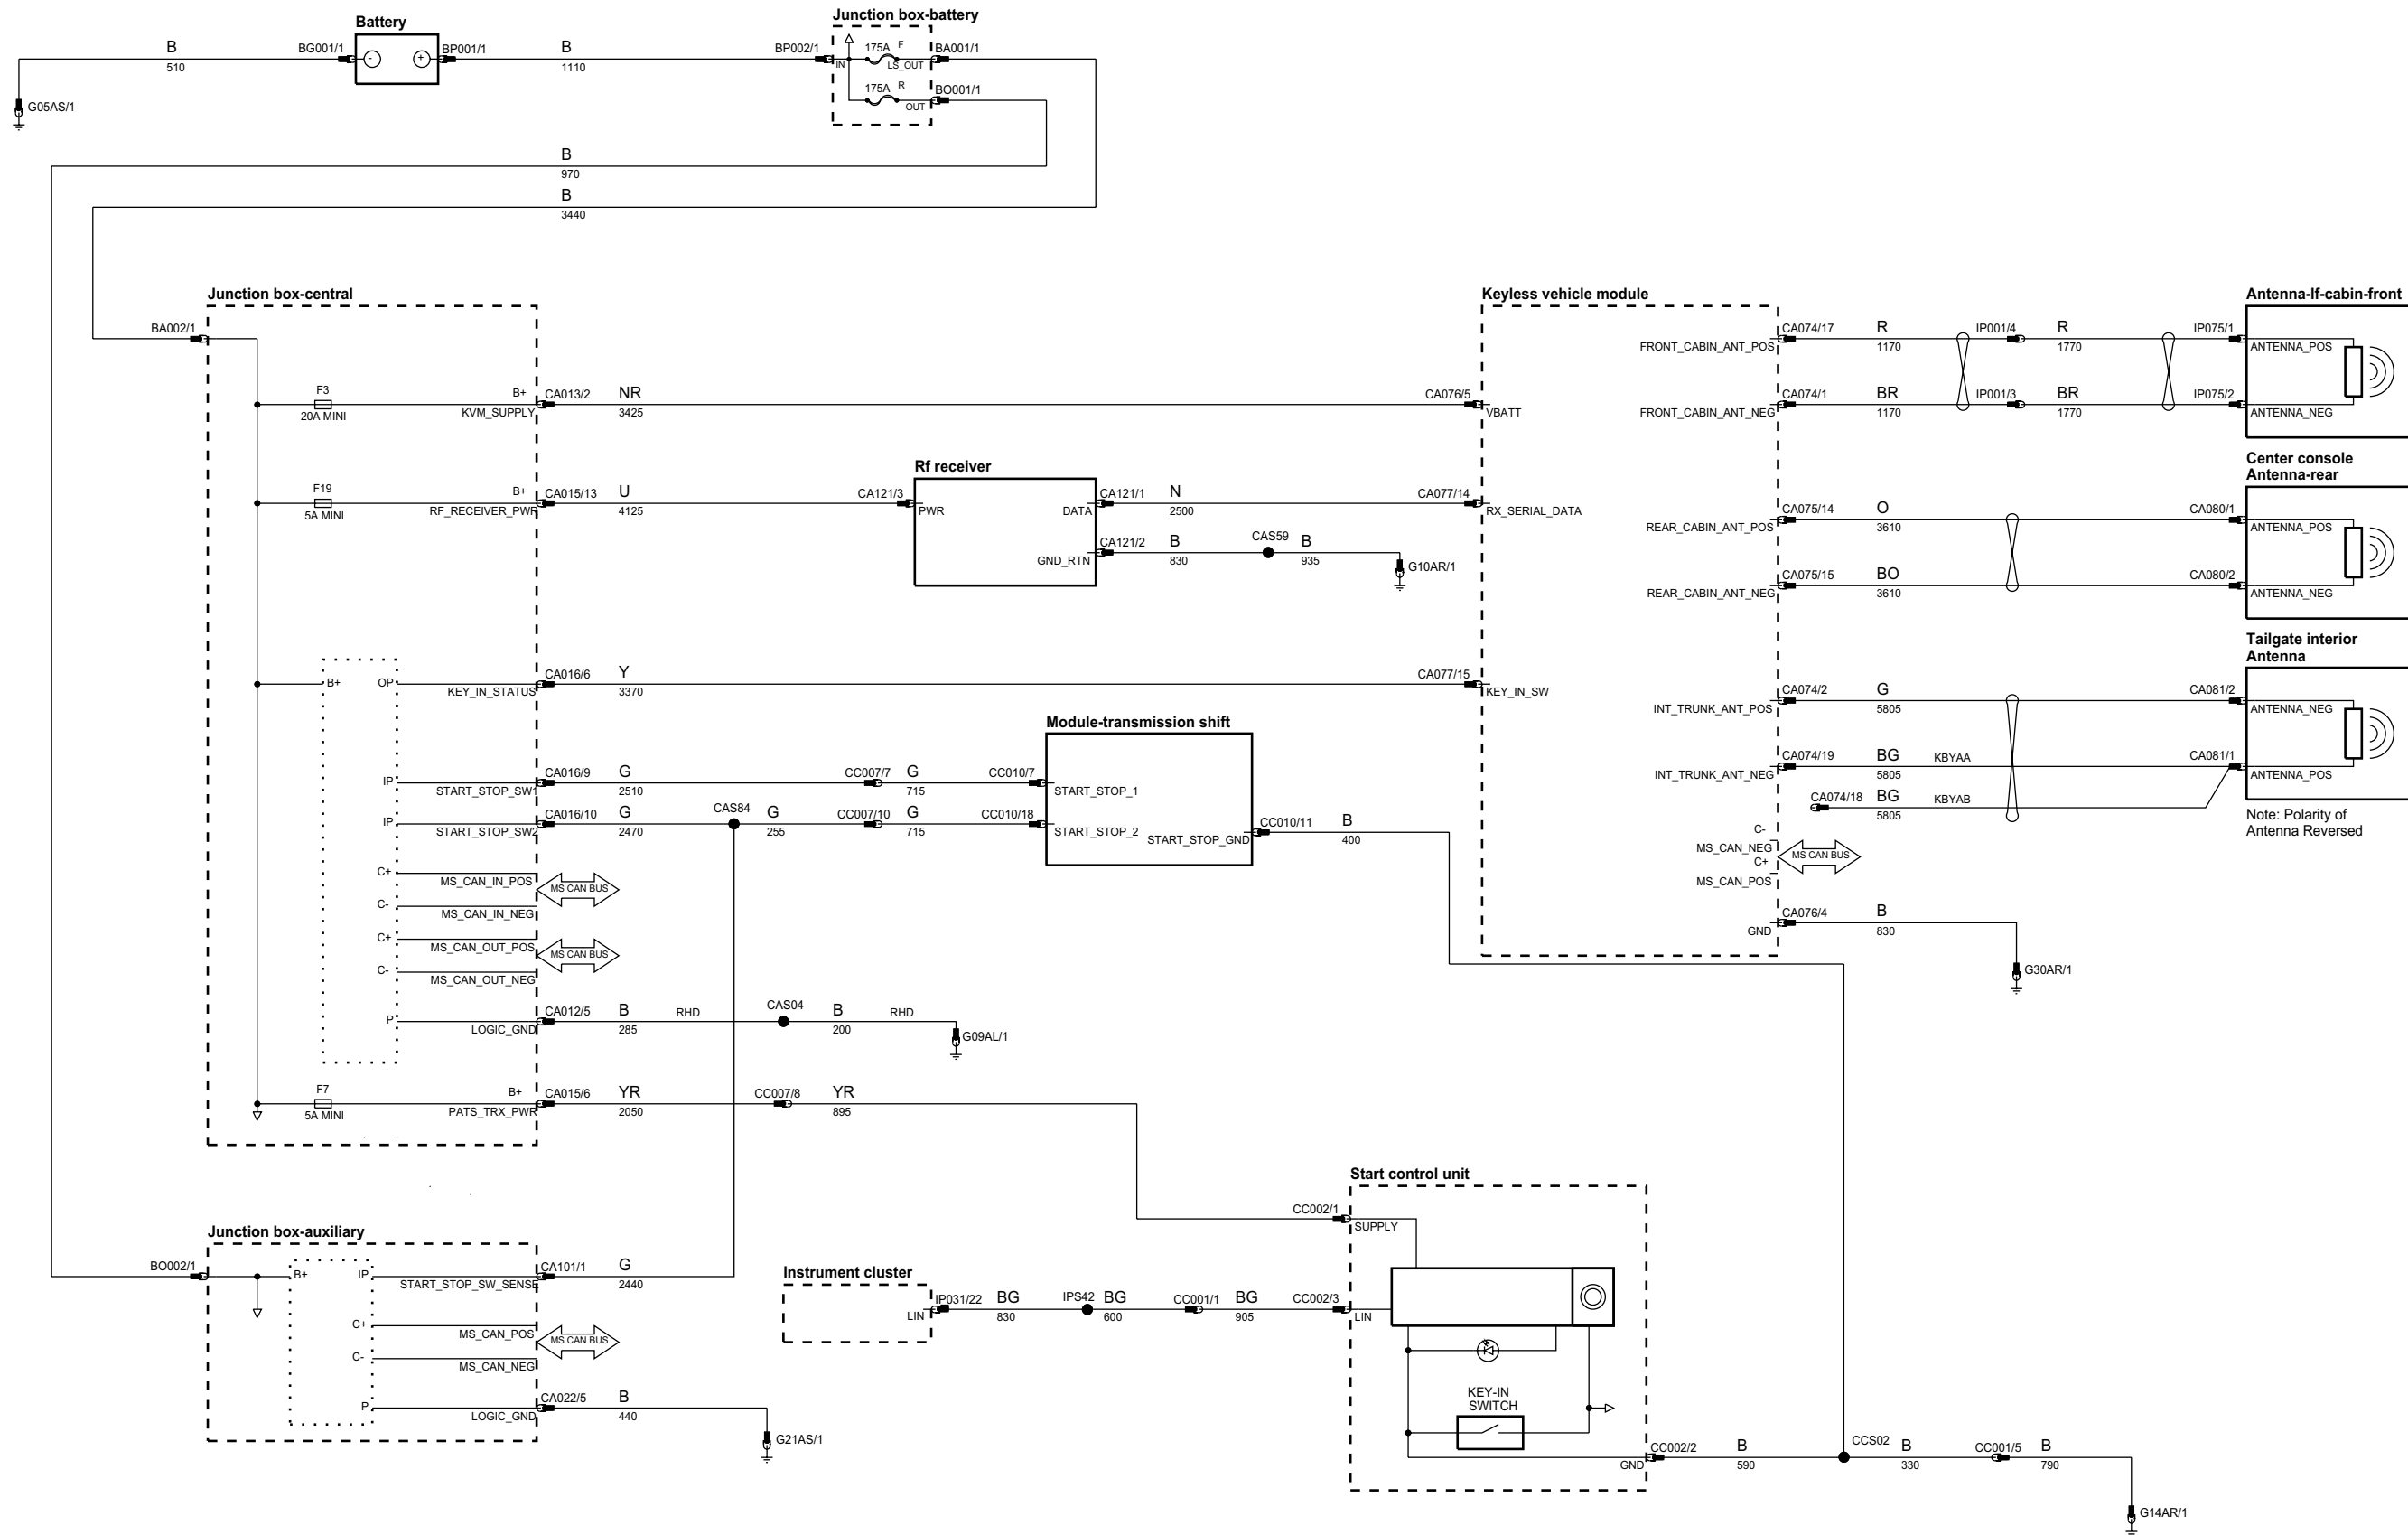 Battery
Junction box-battery
B
510
BG001/1
-
+
BP001/1
B
1110
BP002/1
IN
175A F
LS_OUT
BA001/1
175A R
OUT
BO001/1
G05AS/1
B
970
B
3440
Junction box-central
BA002/1
F3
20A MINI
B+
KVM_SUPPLY
CA013/2
NR
3425
CA076/5
VBATT
F19
5A MINI
B+
RF_RECEIVER_PWR
CA015/13
U
4125
CA121/3
Rf receiver
PWR
DATA
GND_RTN
CA121/1
N
2500
CA077/14
RX_SERIAL_DATA
CA121/2
B
830
CAS59
B
935
G10AR/1
B+
OP
KEY_IN_STATUS
CA016/6
Y
3370
CA077/15
KEY_IN_SW
IP
START_STOP_SW1
CA016/9
G
2510
CC007/7
G
715
CC010/7
IP
START_STOP_SW2
CA016/10
G
2470
CAS84
G
255
CC007/10
G
715
CC010/18
Module-transmission shift
START_STOP_1
START_STOP_2
START_STOP_GND
CC010/11
B
400
C+
MS_CAN_IN_POS
C-
MS_CAN_IN_NEG
MS CAN BUS
C+
MS_CAN_OUT_POS
C-
MS_CAN_OUT_NEG
MS CAN BUS
P
LOGIC_GND
CA012/5
B
285
RHD
CAS04
B
200
RHD
G09AL/1
F7
5A MINI
B+
PATS_TRX_PWR
CA015/6
YR
2050
CC007/8
YR
895
Keyless vehicle module
FRONT_CABIN_ANT_POS
CA074/17
R
1170
IP001/4
R
1770
IP075/1
FRONT_CABIN_ANT_NEG
CA074/1
BR
1170
IP001/3
BR
1770
IP075/2
Antenna-lf-cabin-front
ANTENNA_POS
ANTENNA_NEG
REAR_CABIN_ANT_POS
CA075/14
O
3610
CA080/1
REAR_CABIN_ANT_NEG
CA075/15
BO
3610
CA080/2
Center console
Antenna-rear
ANTENNA_POS
ANTENNA_NEG
INT_TRUNK_ANT_POS
CA074/2
G
5805
CA081/2
INT_TRUNK_ANT_NEG
CA074/19
BG
5805
KBYAA
CA081/1
CA074/18
BG
5805
KBYAB
Tailgate interior
Antenna
ANTENNA_NEG
ANTENNA_POS
Note: Polarity of
Antenna Reversed
C-
MS_CAN_NEG
C+
MS_CAN_POS
MS CAN BUS
GND
CA076/4
B
830
G30AR/1
Junction box-auxiliary
BO002/1
B+
IP
START_STOP_SW_SENSE
CA101/1
G
2440
C+
MS_CAN_POS
C-
MS_CAN_NEG
MS CAN BUS
P
LOGIC_GND
CA022/5
B
440
G21AS/1
Instrument cluster
LIN
IP031/22
BG
830
IPS42
BG
600
CC001/1
BG
905
CC002/3
Start control unit
CC002/1
SUPPLY
LIN
KEY-IN
SWITCH
GND
CC002/2
B
590
CCS02
B
330
CC001/5
B
790
G14AR/1